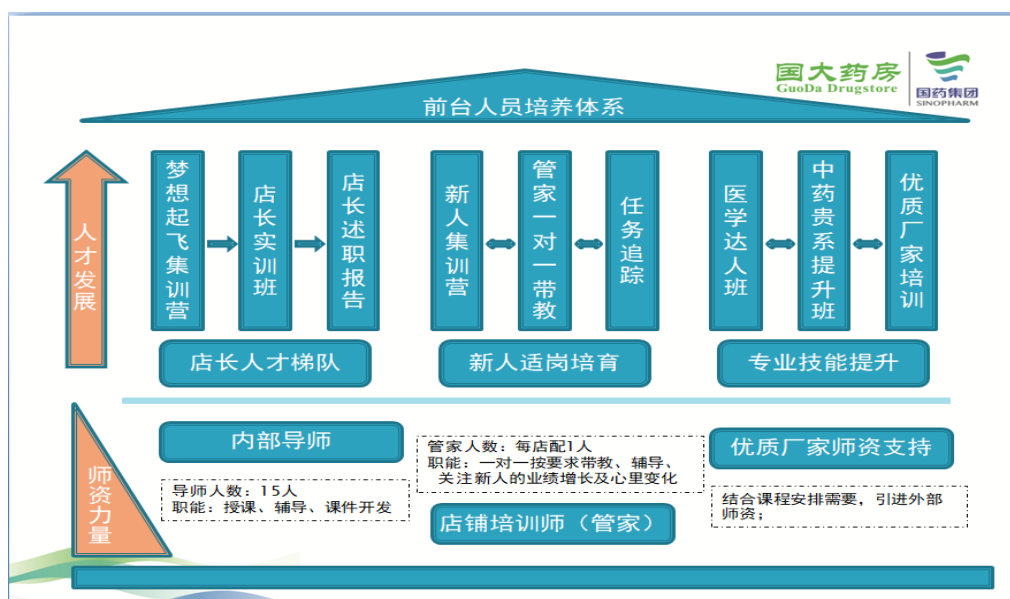 国大药房
GuoDa Drugstore
国药集团
SINOPHARM
前台人员培养体系
人才发展
梦想起飞集训营
店长实训班
店长述职报告
新人集训营
管家一对一带教
任务追踪
医学达人班
中药贵系提升班
优质厂家培训
店长人才梯队
新人适岗培育
专业技能提升
师资力量
内部导师
导师人数：15人
职能：授课、辅导、课件开发
管家人数：每店配1人
职能：一对一按要求带教、辅导、
关注新人的业绩增长及心里变化
店铺培训师（管家）
优质厂家师资支持
结合课程安排需要，引进外部
师资；